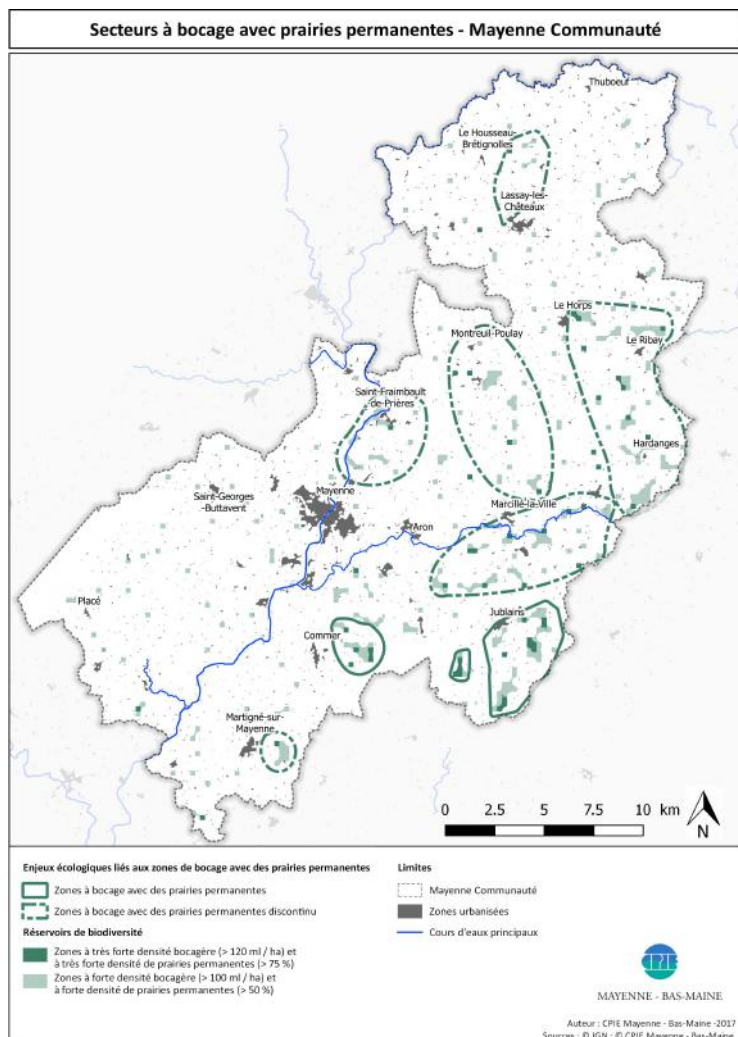 Secteurs à bocage avec prairies permanentes - Mayenne Communauté
Thuboeuf
Le Housseau-
Brétignolles
Lassay-les-
Châteaux
Le Horps
Montreuil-Poulay
Le Ribay
Saint-Fraimbault
de-Prières
Hardanges
Mayenne
Saint-Georges
-Buttavent
Marcillé-la-Ville
Aron
Placé
Jublains
Commer
Martigné-sur-
Mayenne
0 2.5 5 7.5 10 km
N
Enjeux écologiques liés aux zones de bocage avec des prairies permanentes
Zones à bocage avec des prairies permanentes
Zones à bocage avec des prairies permanentes discontinu
Réservoirs de biodiversité
Zones à très forte densité bocagère (> 120 ml / ha) et
à très forte densité de prairies permanentes (> 75 %)
Zones à forte densité bocagère (> 100 ml / ha) et
à forte densité de prairies permanentes (> 50 %)
Limites
Mayenne Communauté
Zones urbanisées
Cours d'eaux principaux
CPIE
MAYENNE - BAS-MAINE
Auteur : CPIE Mayenne - Bas-Maine -2017
Sources : © IGN ; © CPIE Mayenne - Bas-Maine